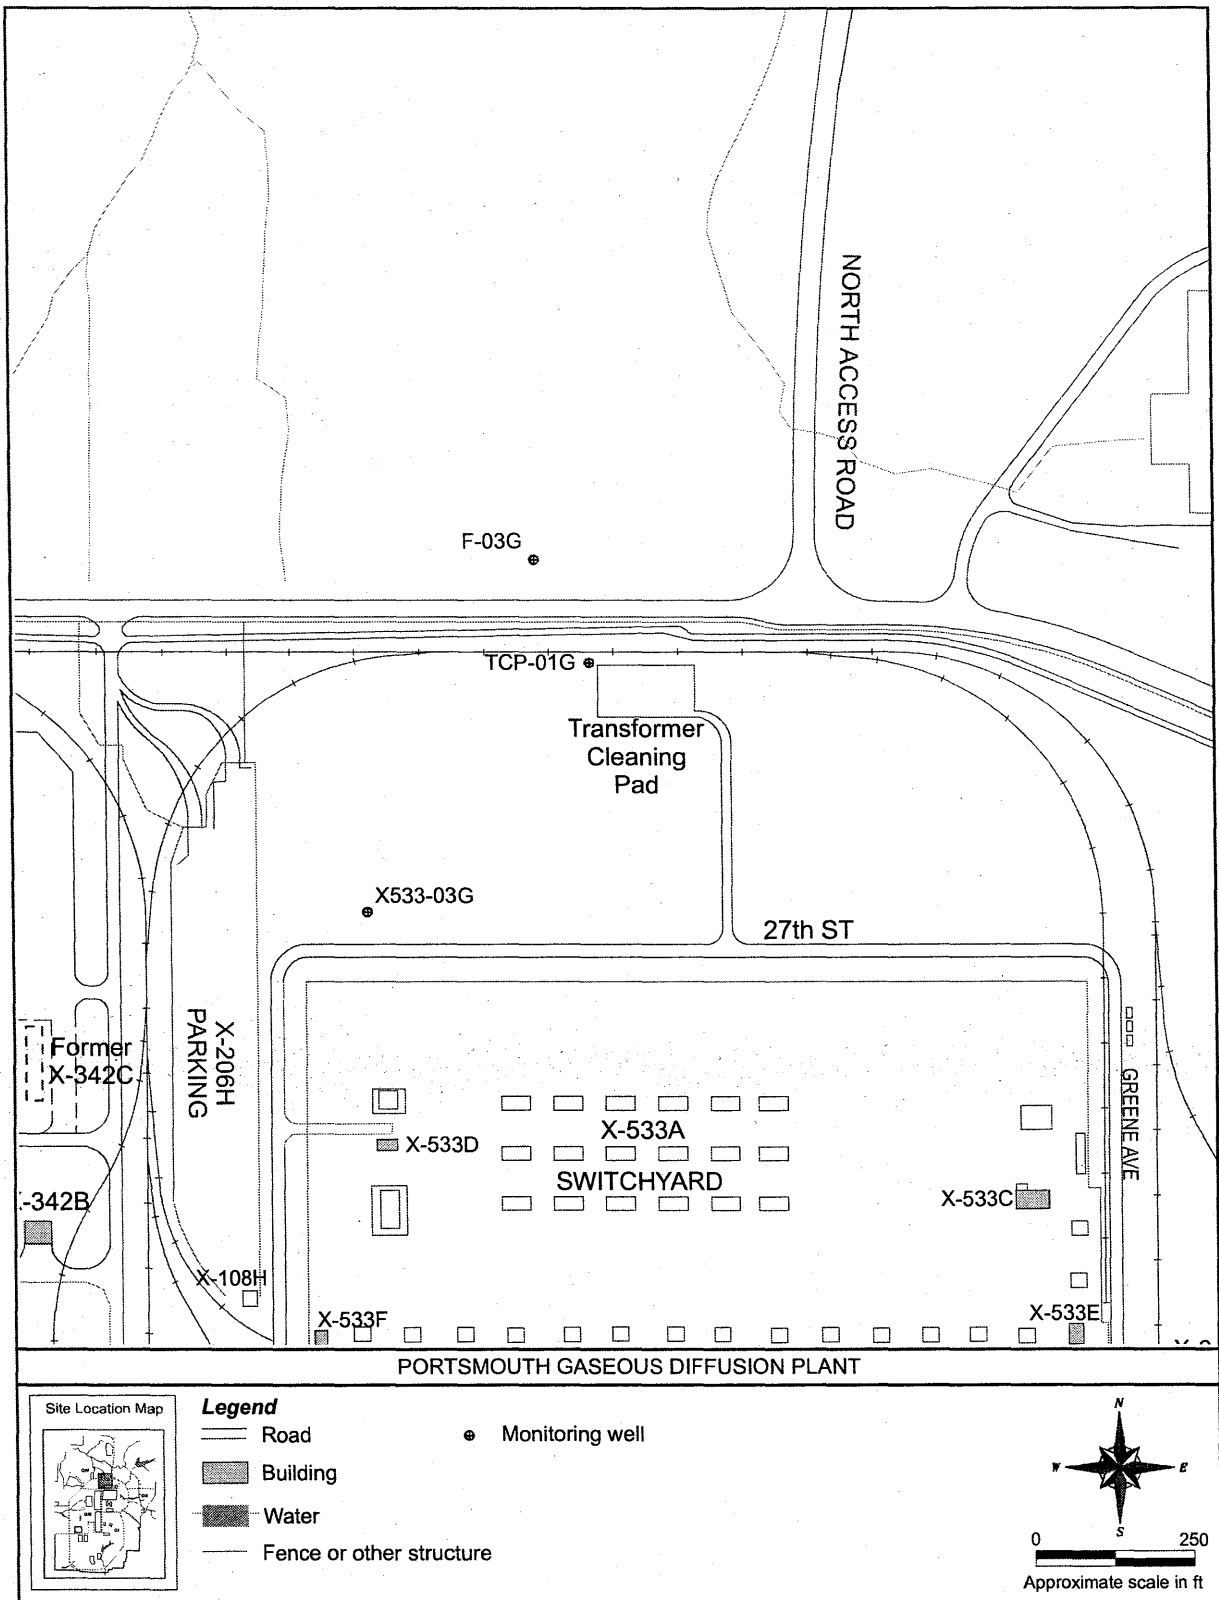 NORTH ACCESS ROAD
F-03G
TCP-01G
Transformer
Cleaning
Pad
X533-03G
27th ST
X-206H
PARKING
Former
X-342C
GREENE AVE
X-533A
X-533D
SWITCHYARD
X-533C
-342B
X-108H
X-533F
X-533E
PORTSMOUTH GASEOUS DIFFUSION PLANT
Site Location Map
Legend
Road
Monitoring well
Building
Water
Fence or other structure
N
W
E
S
0 250
Approximate scale in ft